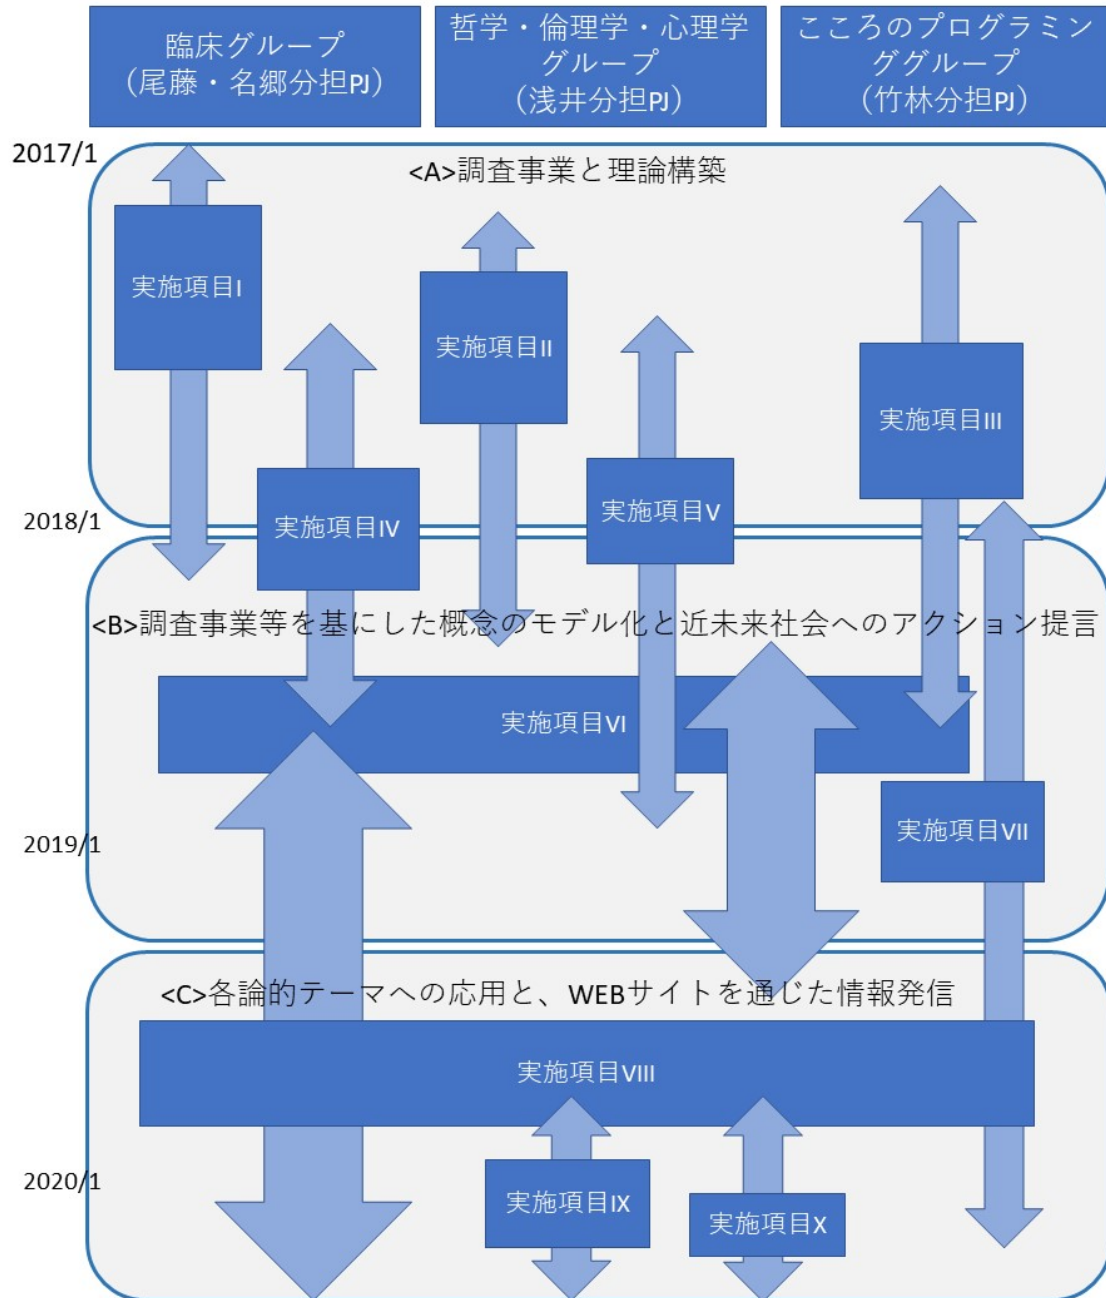 臨床グループ
（尾藤・名郷分担PJ）
哲学・倫理学・心理学
グループ
（浅井分担PJ）
こころのプログラミン
ググループ
（竹林分担PJ）
2017/1
<A>調査事業と理論構築
実施項目I
実施項目II
実施項目III
実施項目IV
実施項目V
2018/1
<B>調査事業等を基にした概念のモデル化と近未来社会へのアクション提言
実施項目VI
実施項目VII
2019/1
<C>各論的テーマへの応用と、WEBサイトを通じた情報発信
実施項目VIII
2020/1
実施項目IX
実施項目X